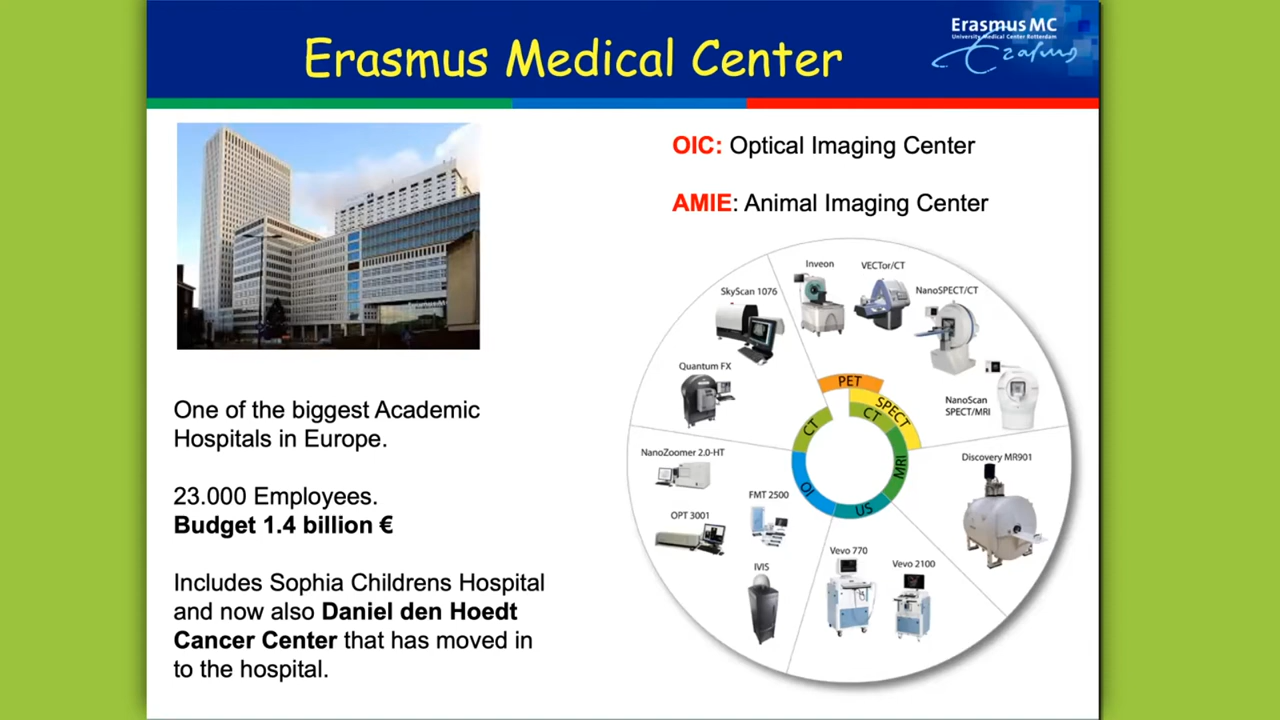 Erasmus Medical Center
Erasmus MC
University Medical Center Rotterdam
Erasmus
OIC: Optical Imaging Center
AMIE: Animal Imaging Center
One of the biggest Academic
Hospitals in Europe.
23.000 Employees.
Budget 1.4 billion €
Includes Sophia Childrens Hospital
and now also Daniel den Hoedt
Cancer Center that has moved in
to the hospital.
Inveon
VECTor/CT
NanoSPECT/CT
SkyScan 1076
Quantum FX
NanoScan
SPECT/MRI
PET
SPECT
CT
CT
MRI
OI
US
NanoZoomer 2.0-HT
Discovery MR901
FMT 2500
OPT 3001
IVIS
Vevo 770
Vevo 2100